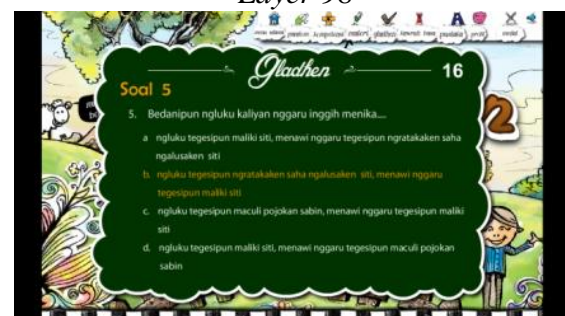 Layer 98
Gladhen
16
Soal 5
5. Bedanipun ngluku kaliyan nggaru inggih menika....
a ngluku tegesipun maliki siti, menawi nggaru tegesipun ngratakaken saha
ngalusaken siti
b. ngluku tegesipun ngratakaken saha ngalusaken siti, menawi nggaru
tegesipun maliki siti
c. ngluku tegesipun maculi pojokan sabin, menawi nggaru tegesipun maliki
siti
d. ngluku tegesipun maliki siti, menawi nggaru tegesipun maculi pojokan
sabin
2